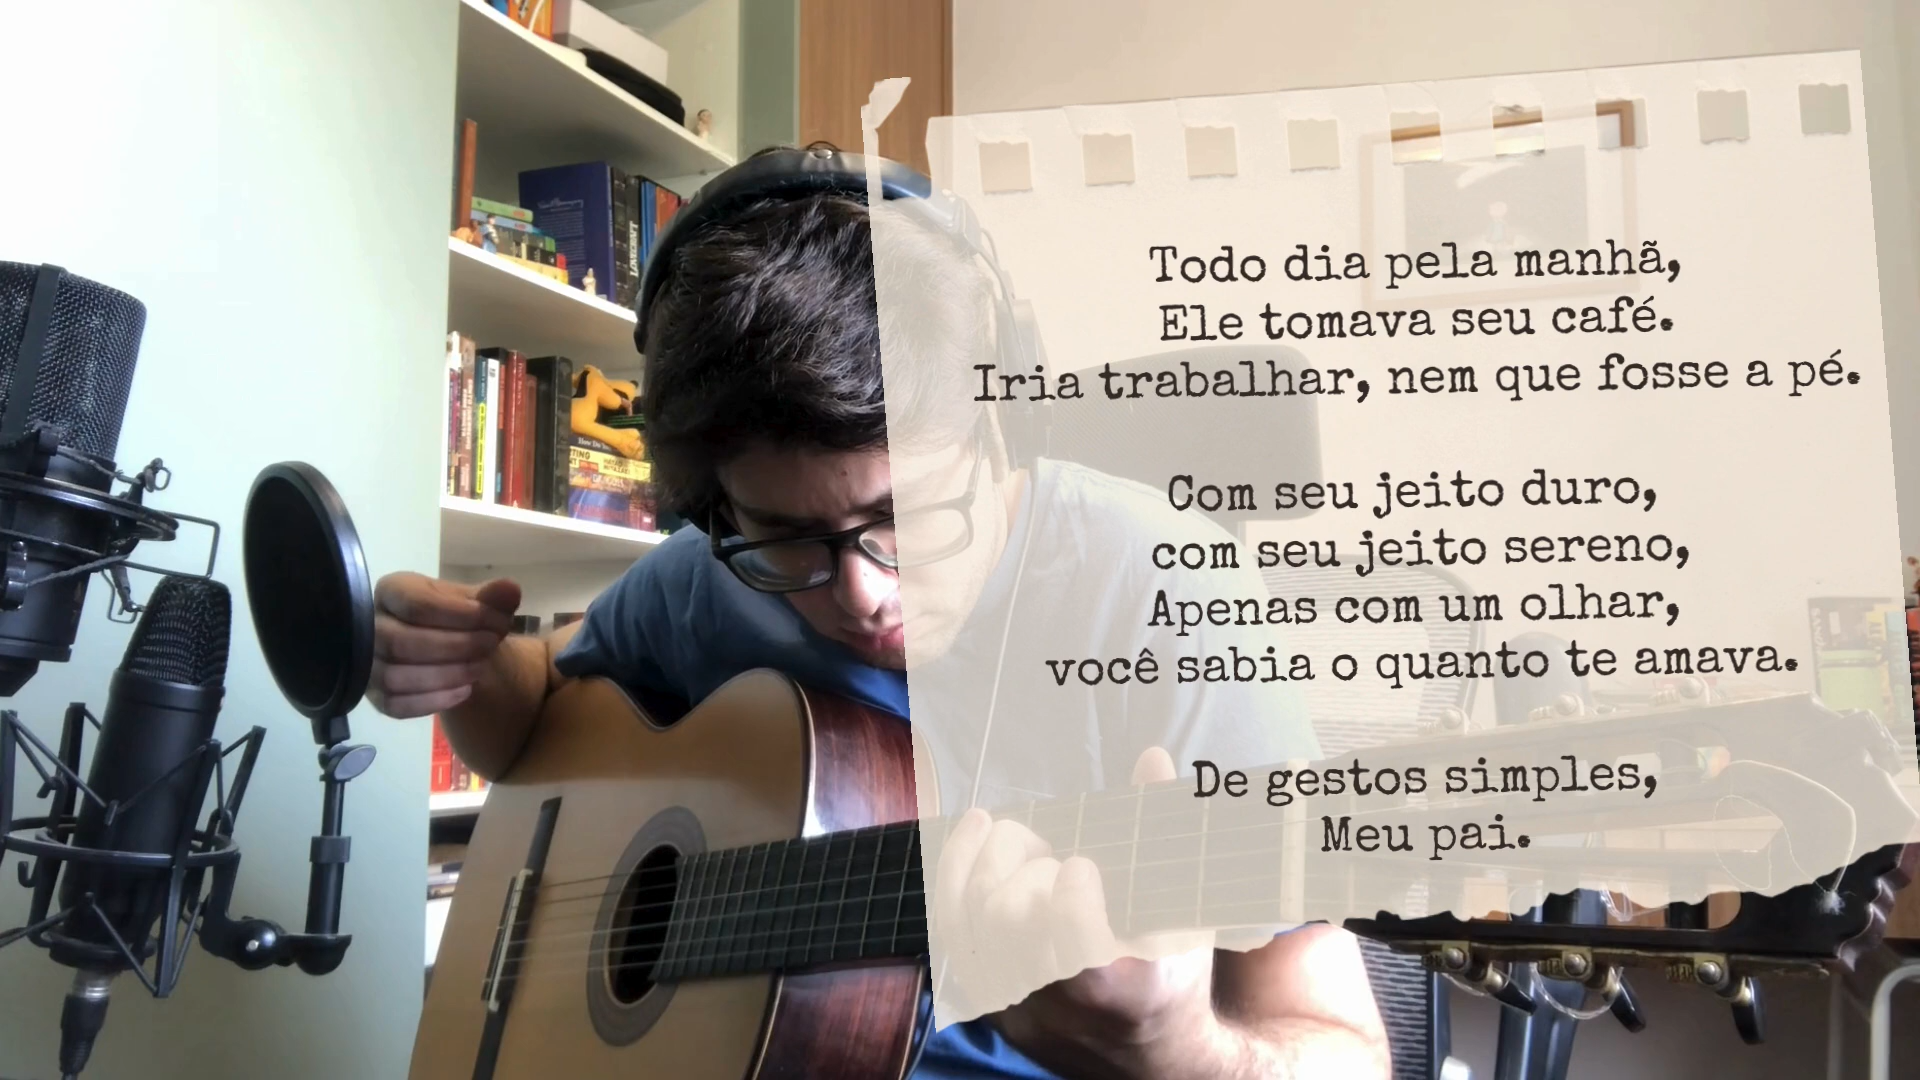 Todo dia pela manhã,
Ele tomava seu café.
Iria trabalhar, nem que fosse a pé.
Com seu jeito duro,
com seu jeito sereno,
Apenas com um olhar,
você sabia o quanto te amava.
De gestos simples,
Meu pai.
LOVECRAFT